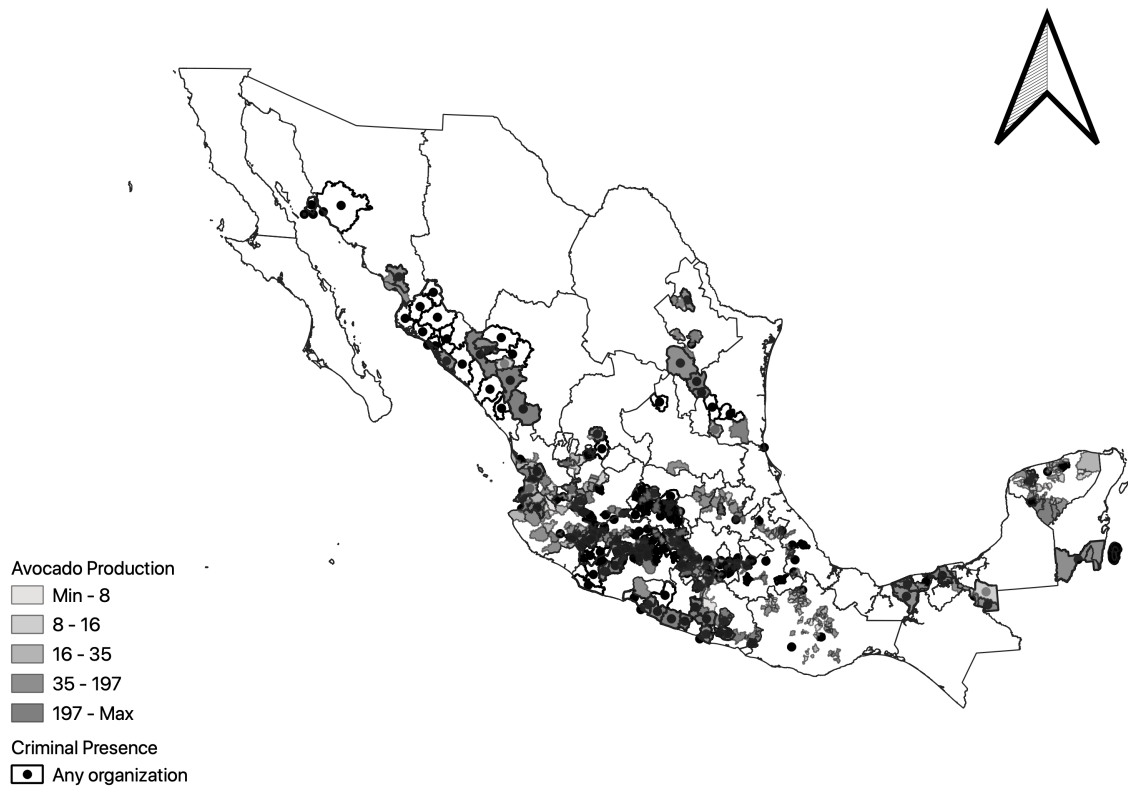 Avocado Production
Min - 8
8 - 16
16 - 35
35 - 197
197 - Max
Criminal Presence
Any organization